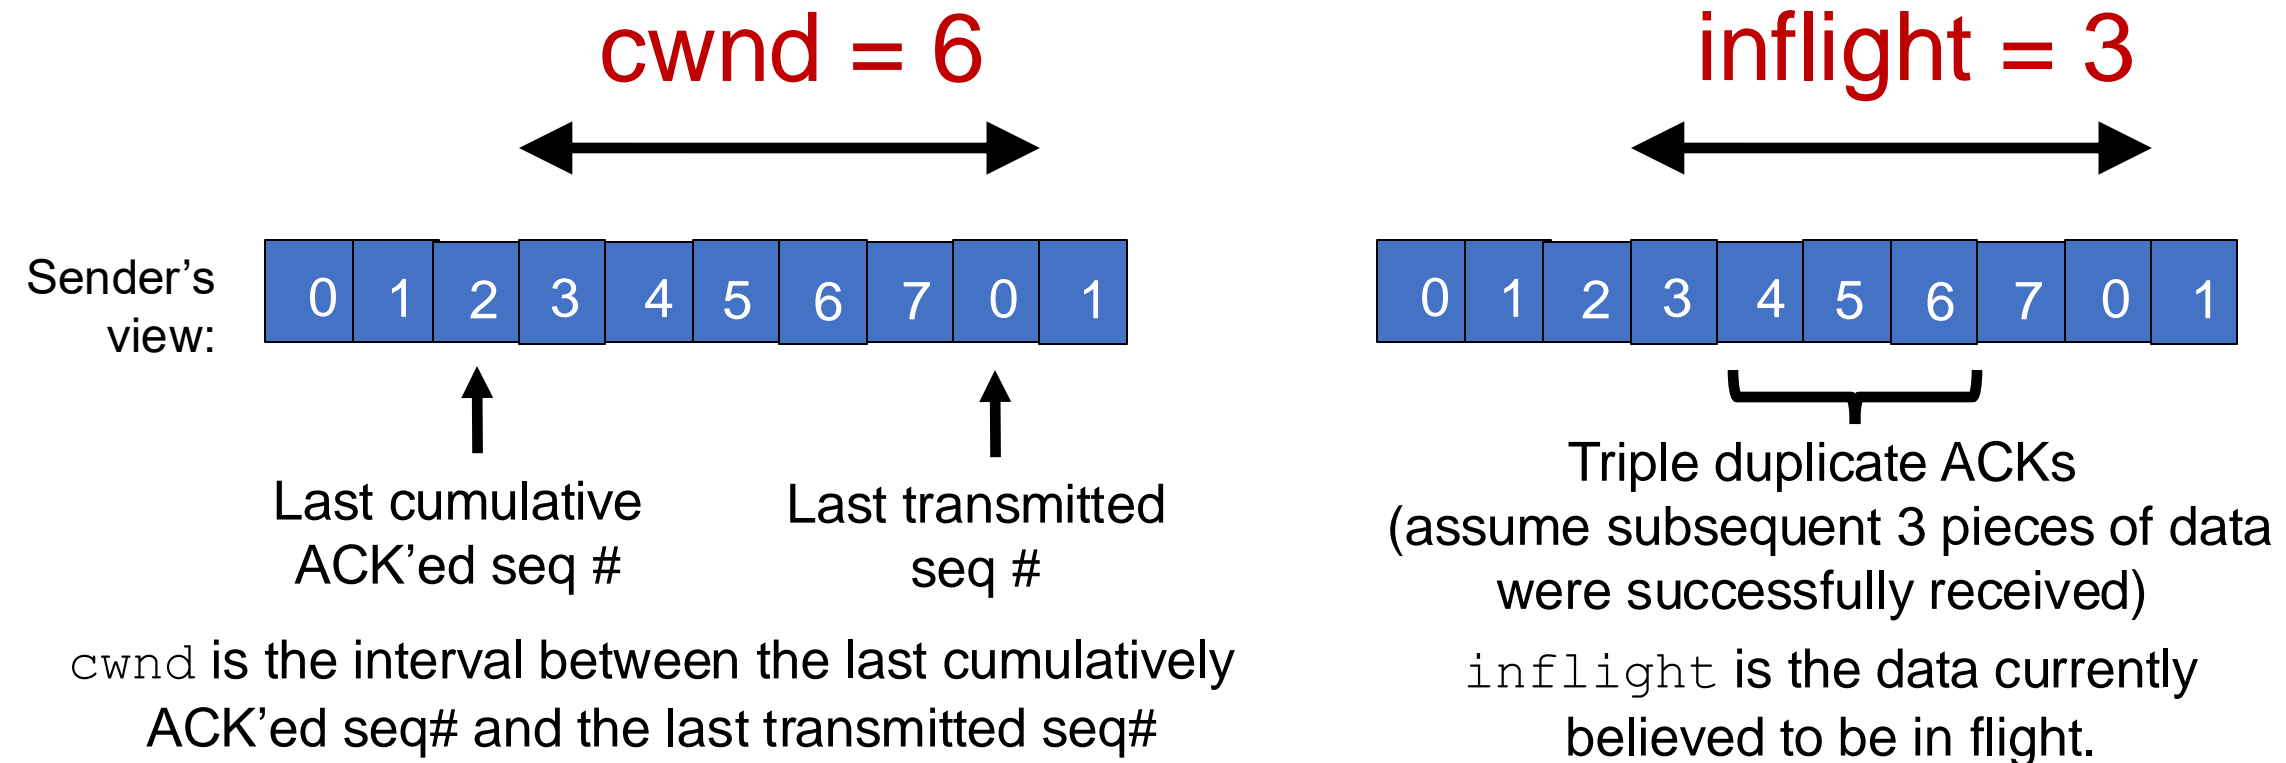 cwnd = 6
inflight = 3
Sender's
view:
0 1 2 3 4 5 6 7 0 1
0 1 2 3 4 5 6 7 0 1
Last cumulative
ACK'ed seq #
Last transmitted
seq #
Triple duplicate ACKs
(assume subsequent 3 pieces of data
were successfully received)
cwnd is the interval between the last cumulatively
ACK'ed seq# and the last transmitted seq#
inflight is the data currently
believed to be in flight.